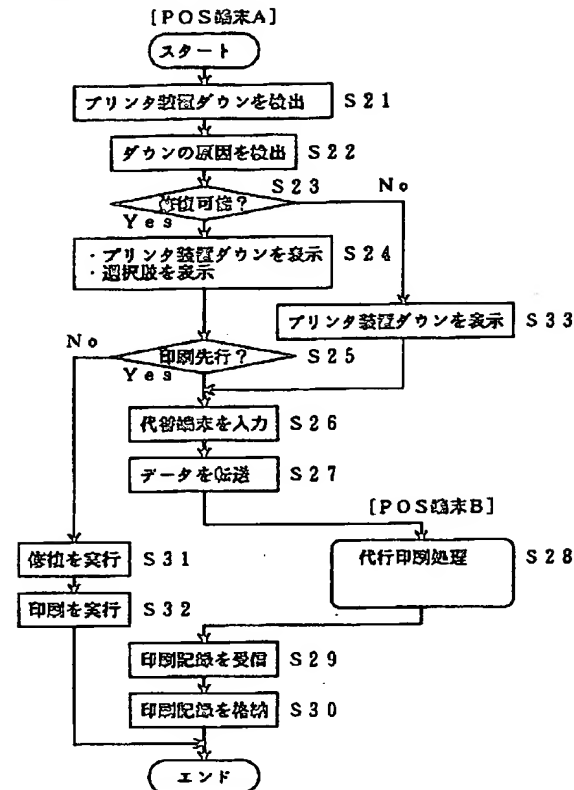 [POS端末A]
スタート
プリンタ装置ダウンを検出 S21
ダウンの原因を検出 S22
S23
修復可能? No
Yes
・プリンタ装置ダウンを表示 S24
・選択肢を表示
プリンタ装置ダウンを表示 S33
No
印刷先行? S25
Yes
代替端末を入力 S26
データを転送 S27
[POS端末B]
代行印刷処理 S28
修復を実行 S31
印刷を実行 S32
印刷記録を受信 S29
印刷記録を格納 S30
エンド